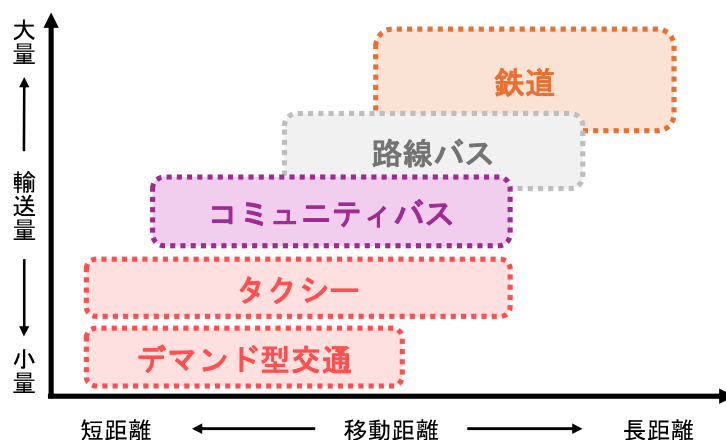 大量
輸送量
小量
鉄道
路線バス
コミュニティバス
タクシー
デマンド型交通
短距離
移動距離
長距離